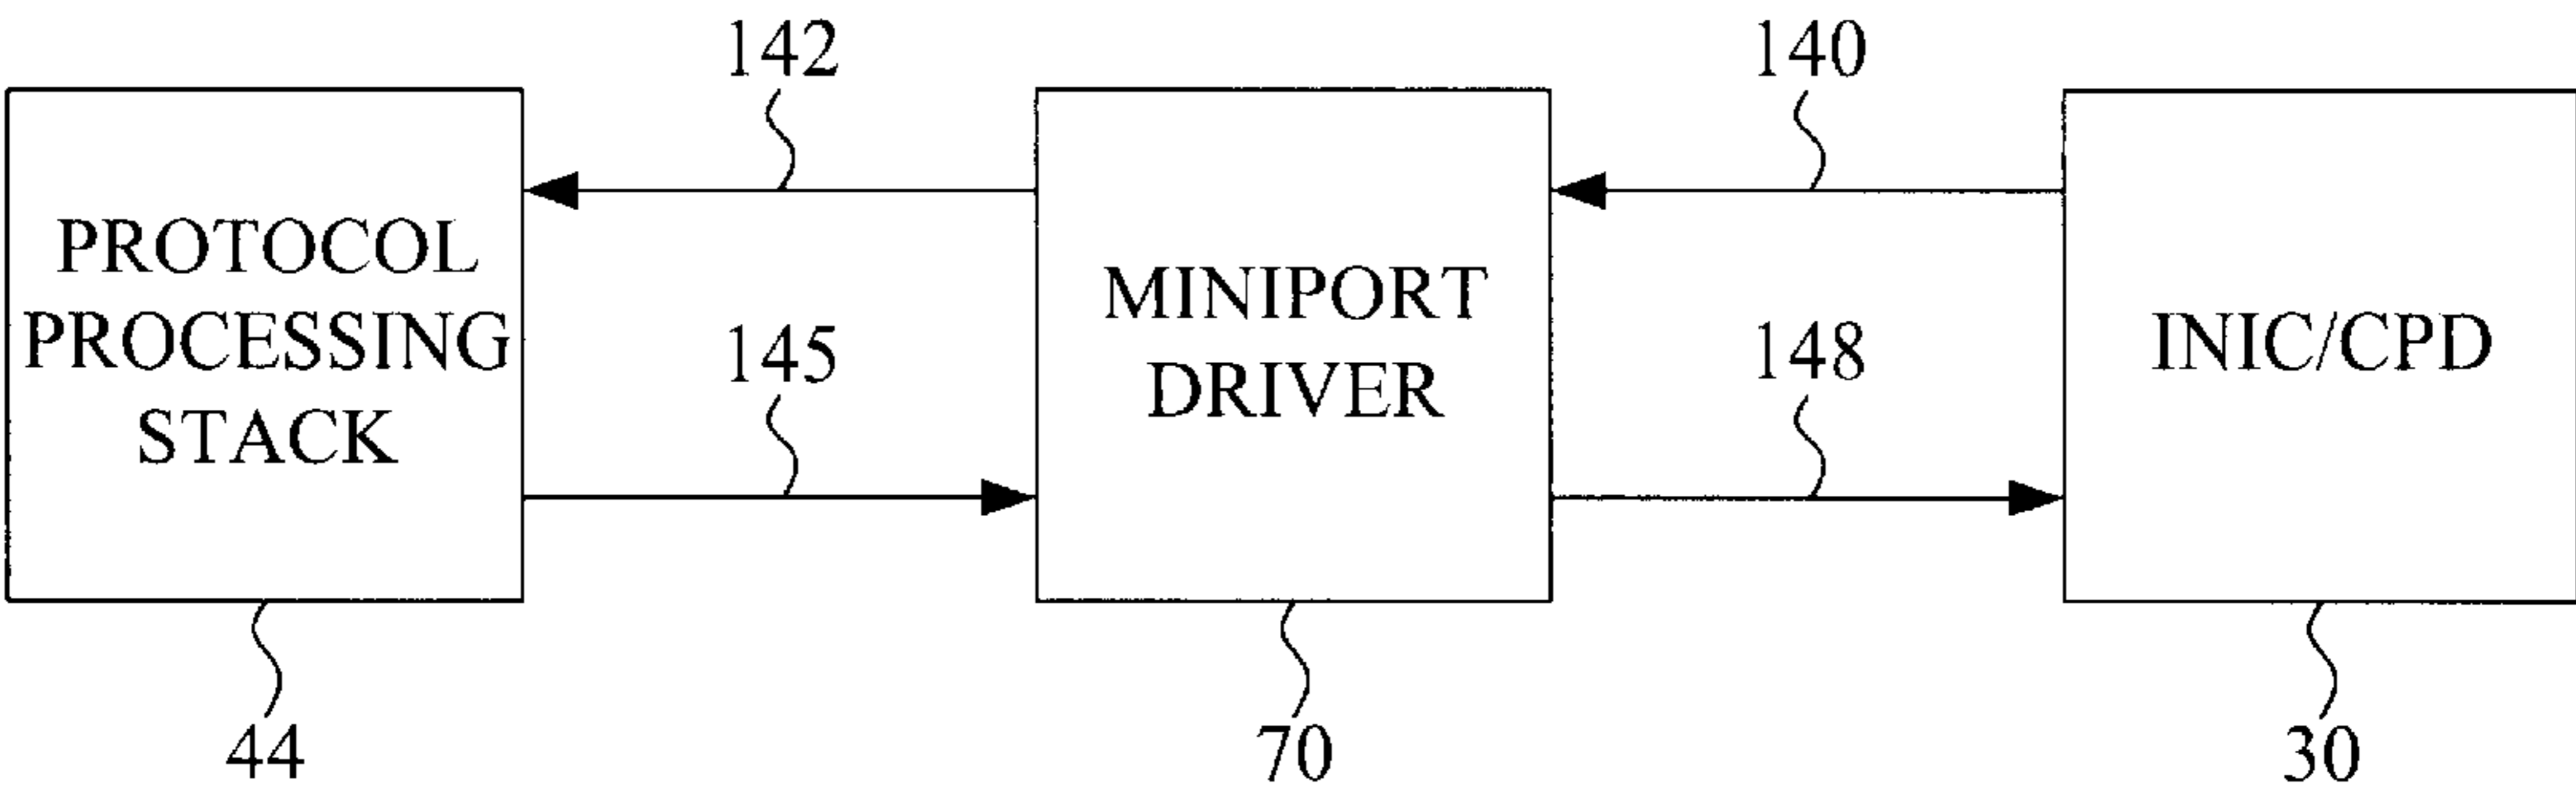 142
140
PROTOCOL
PROCESSING
STACK
145
MINIPORT
DRIVER
148
INIC/CPD
44
70
30